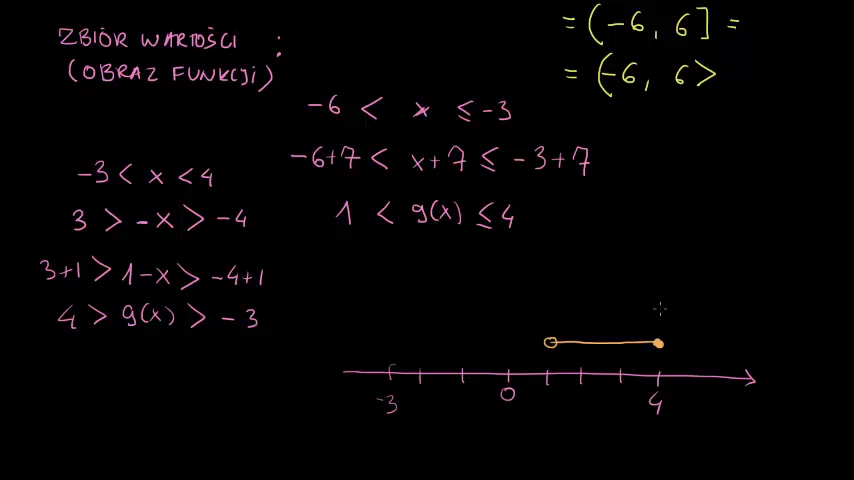 ZBIÓR WARTOŚCI :
(OBRAZ FUNKCJI)
= (-6, 6] =
= (-6, 6>
-6 < x ≤ -3
-6+7 < x+7 ≤ -3+7
1 < g(x) ≤ 4
-3 < x < 4
3 > -x > -4
3+1 > 1-x > -4+1
4 > g(x) > -3
-3 0 4